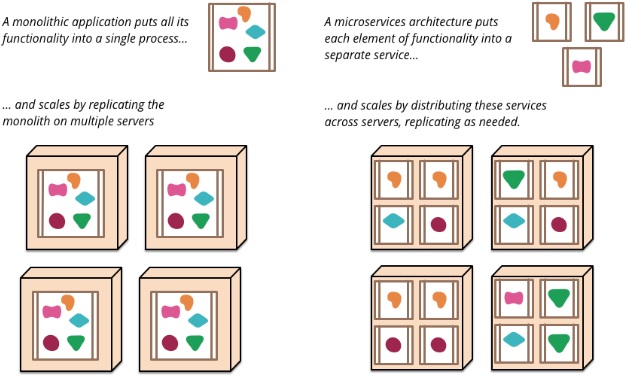 A monolithic application puts all its
functionality into a single process...
... and scales by replicating the
monolith on multiple servers
A microservices architecture puts
each element of functionality into a
separate service...
... and scales by distributing these services
across servers, replicating as needed.